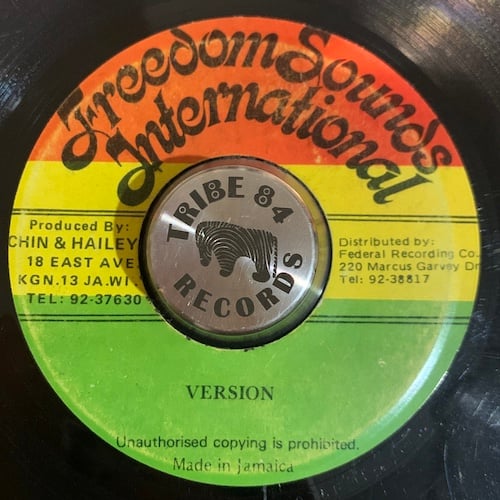 Freedom Sounds
International
TRIBE 84
RECORDS
Produced By:
CHIN & HAILEY
18 EAST AVE.
KGN.13 JA.WI.
TEL: 92-37630
Distributed by:
Federal Recording Co.
220 Marcus Garvey Dr
Tel: 92-38817
VERSION
Unauthorised copying is prohibited.
Made in Jamaica